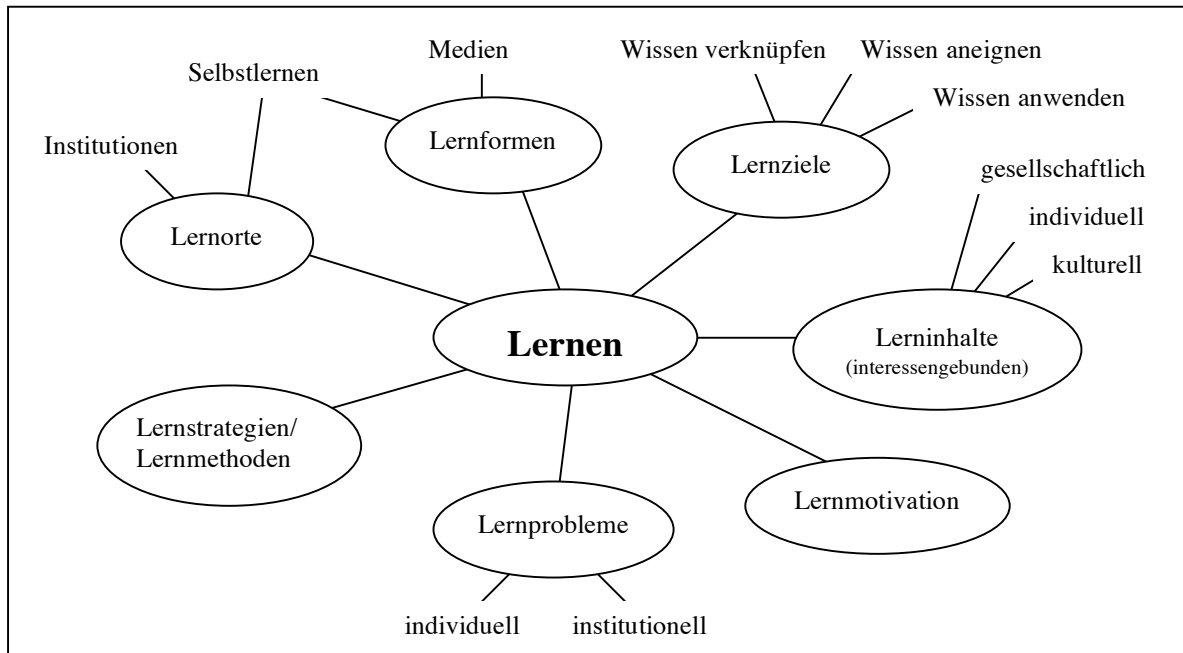 Medien
Wissen verknüpfen
Wissen aneignen
Selbstlernen
Wissen anwenden
Institutionen
Lernformen
Lernziele
gesellschaftlich
individuell
kulturell
Lernorte
Lernen
Lerninhalte
(interessengebunden)
Lernstrategien/
Lernmethoden
Lernmotivation
Lernprobleme
individuell
institutionell